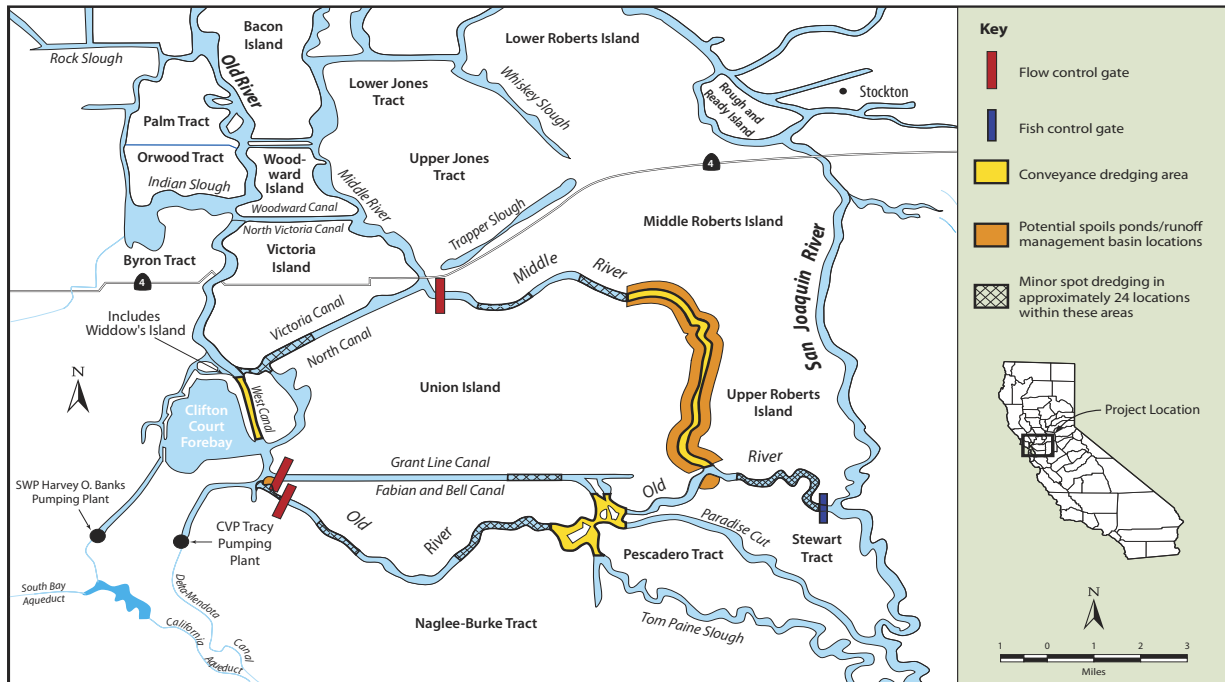 Bacon
Island
Lower Roberts Island
Rock Slough
Old River
Lower Jones
Tract
Whiskey Slough
Rough and
Ready Island
Stockton
Palm Tract
Orwood Tract
Wood-
ward
Island
Upper Jones
Tract
4
Indian Slough
Middle River
Woodward Canal
North Victoria Canal
Trapper Slough
Middle Roberts Island
Byron Tract
Victoria
Island
4
Middle
River
San Joaquin River
Includes
Widdow's Island
Victoria Canal
North Canal
N
West Canal
Union Island
Upper Roberts
Island
Clifton
Court
Forebay
Grant Line Canal
Fabian and Bell Canal
River
Old
SWP Harvey O. Banks
Pumping Plant
CVP Tracy
Pumping
Plant
Old
River
Paradise Cut
Pescadero Tract
Stewart
Tract
South Bay
Aqueduct
Delta-Mendota
Canal
California
Aqueduct
Naglee-Burke Tract
Tom Paine Slough
Key
Flow control gate
Fish control gate
Conveyance dredging area
Potential spoils ponds/runoff
management basin locations
Minor spot dredging in
approximately 24 locations
within these areas
Project Location
N
1 0 1 2 3
Miles